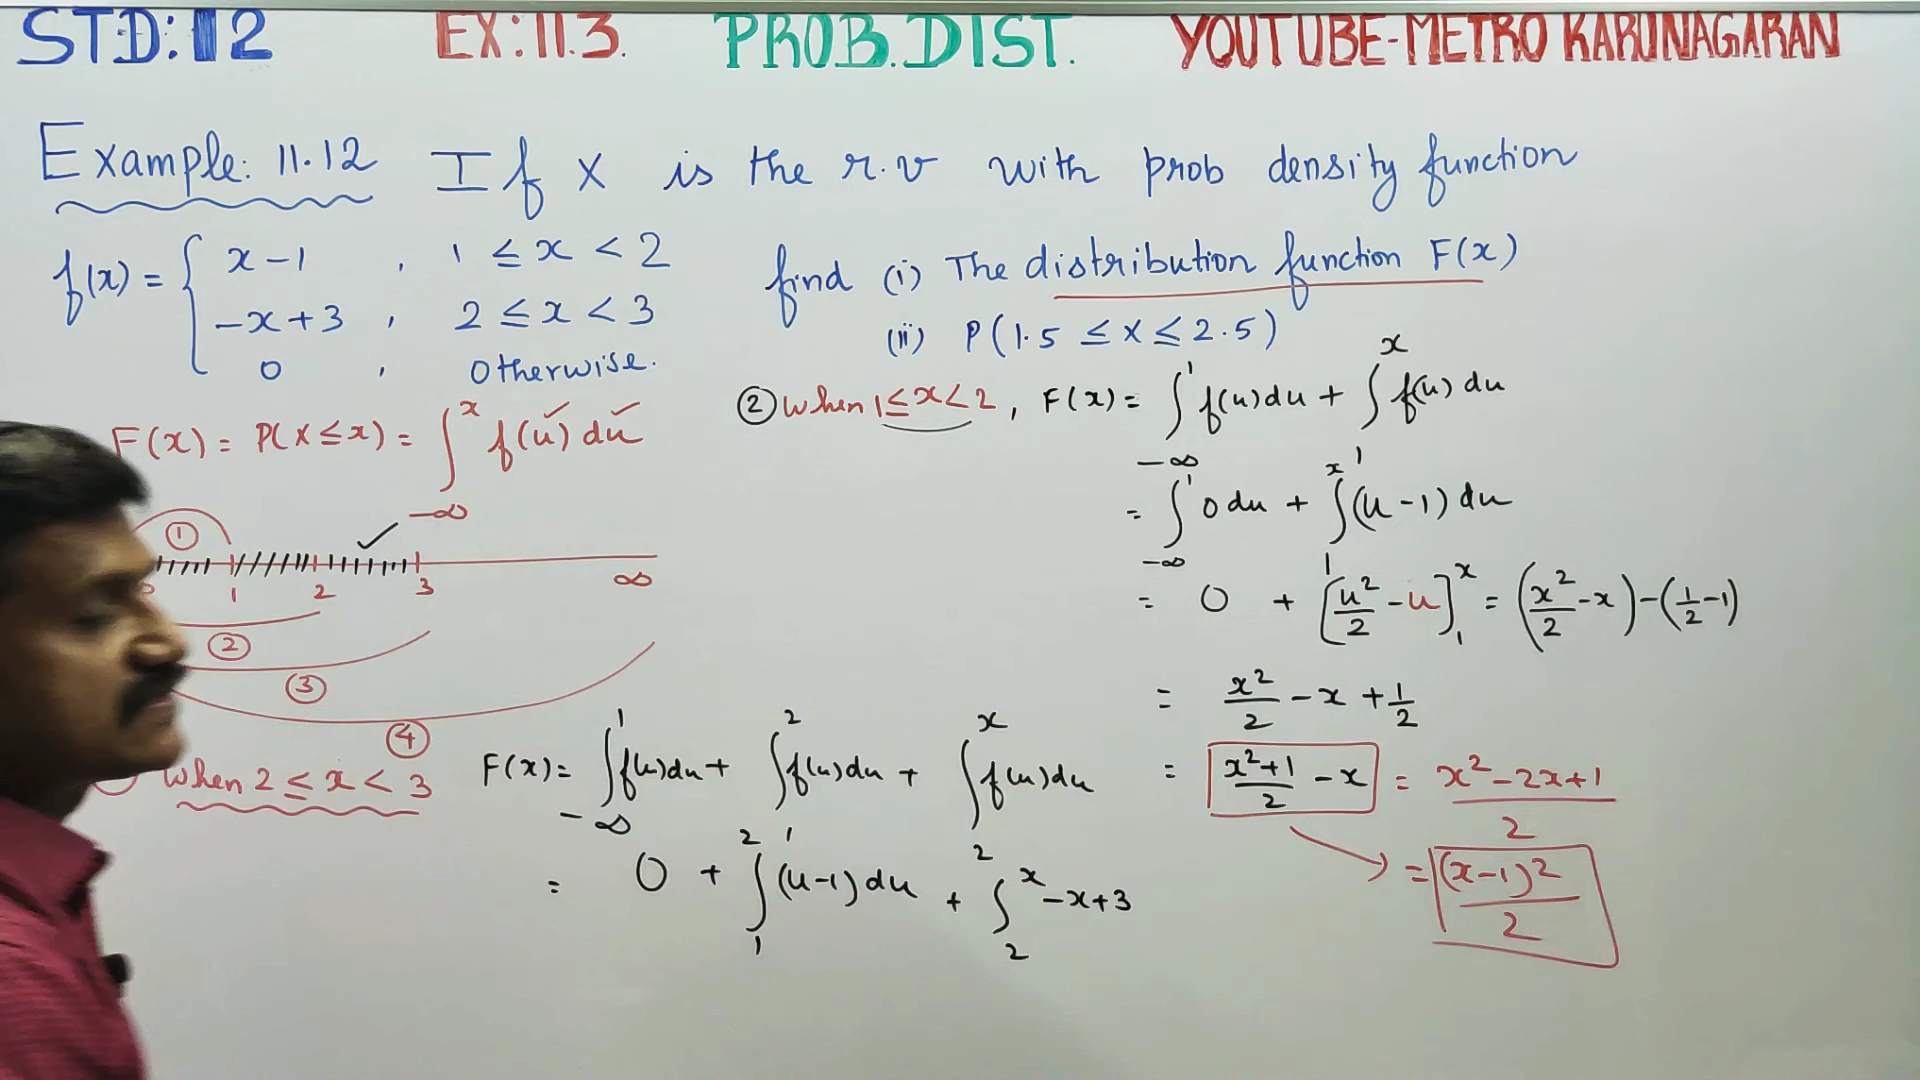 STD:12 EX:11.3. PROB.DIST. YOUTUBE-METRO KARUNAGARAN
Example: 11.12 If X is the r.v with prob density function
f(x) = { x-1 , 1 ≤ x < 2
-x+3 , 2 ≤ x < 3
0 , Otherwise.
find (i) The distribution function F(x)
(ii) P(1.5 ≤ X ≤ 2.5)
F(x) = P(X ≤ x) = ∫_{-∞}^{x} f(u) du
①
1 2 3 ∞
②
③
④
② When 1 ≤ x < 2, F(x) = ∫_{-∞}^{1} f(u) du + ∫_{1}^{x} f(u) du
= ∫_{-∞}^{1} 0 du + ∫_{1}^{x} (u-1) du
= 0 + [u²/2 - u]_{1}^{x} = (x²/2 - x) - (1/2 - 1)
= x²/2 - x + 1/2
= x²+1/2 - x = x²-2x+1/2
= (x-1)²/2
When 2 ≤ x < 3 F(x) = ∫_{-∞}^{1} f(u) du + ∫_{1}^{2} f(u) du + ∫_{2}^{x} f(u) du
= 0 + ∫_{1}^{2} (u-1) du + ∫_{2}^{x} -x+3